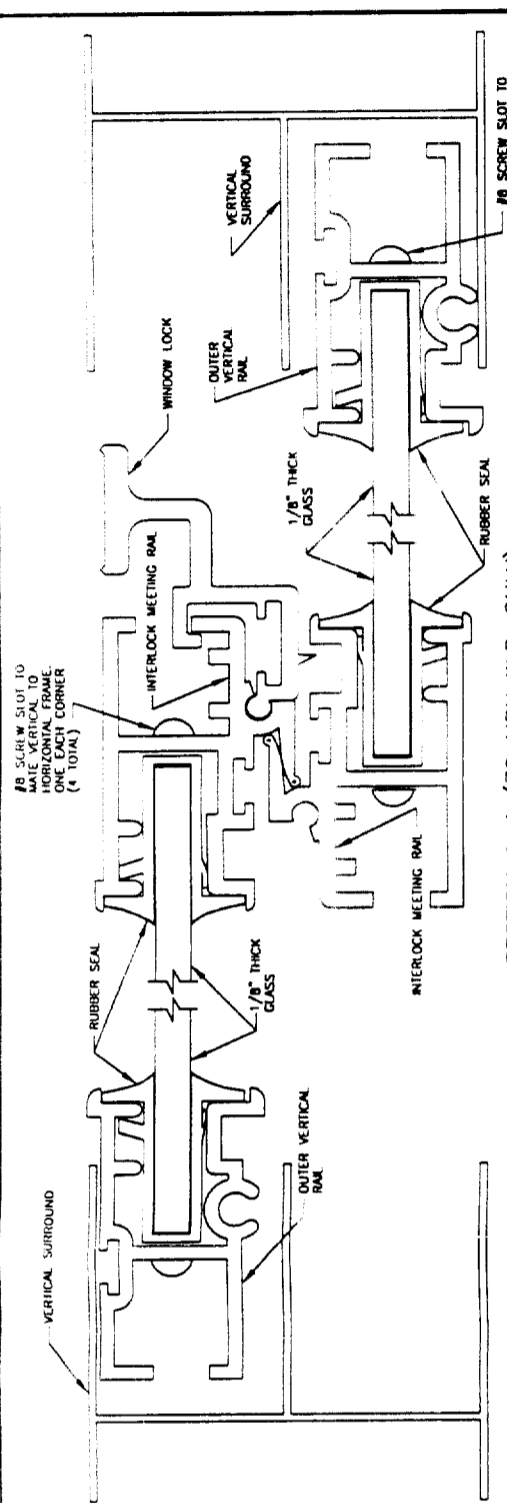 #8 SCREW SLOT TO
MATE VERTICAL TO
HORIZONTAL FRAME.
ONE EACH CORNER
(4 TOTAL)
WINDOW LOCK
INTERLOCK MEETING RAIL
VERTICAL
SURROUND
OUTER
VERTICAL
RAIL
1/8" THICK
GLASS
RUBBER SEAL
#8 SCREW SLOT TO
VERTICAL SURROUND
RUBBER SEAL
1/8" THICK
GLASS
OUTER VERTICAL
RAIL
INTERLOCK MEETING RAIL